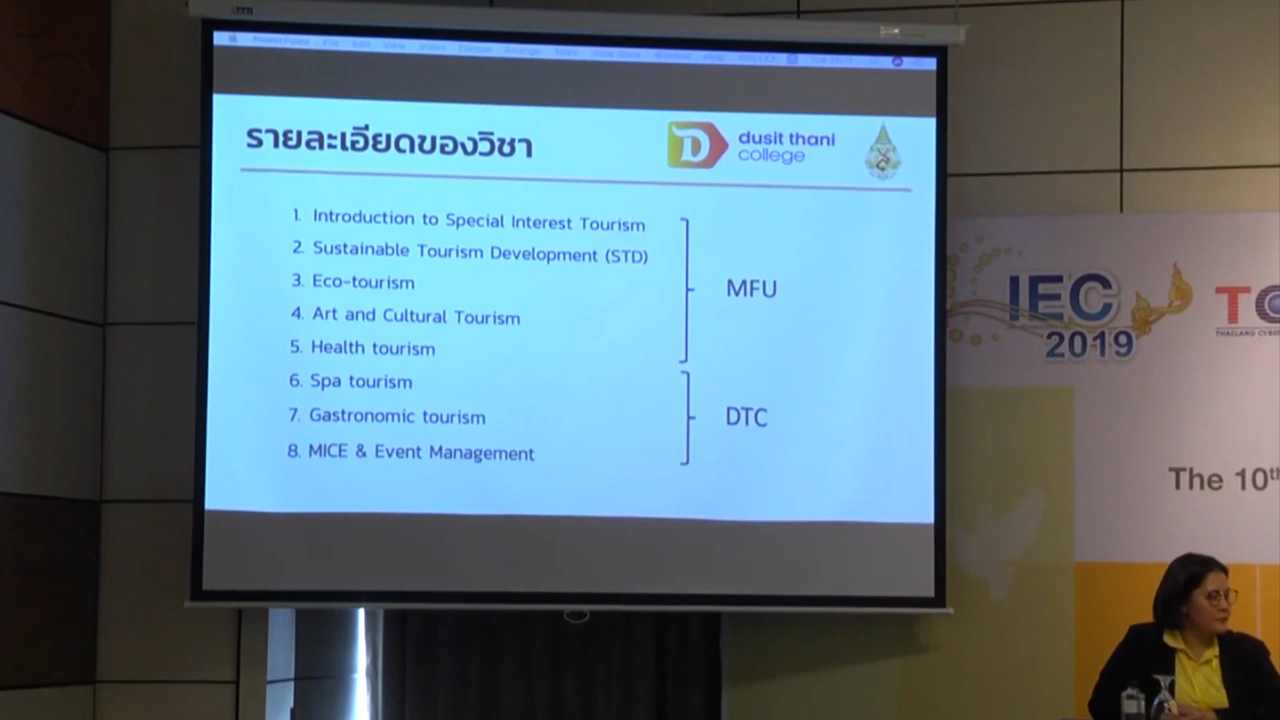 รายละเอียดของวิชา
dusit thani
college
1. Introduction to Special Interest Tourism
2. Sustainable Tourism Development (STD)
3. Eco-tourism
4. Art and Cultural Tourism
5. Health tourism
MFU
6. Spa tourism
7. Gastronomic tourism
8. MICE & Event Management
DTC
IEC
2019
The 10th